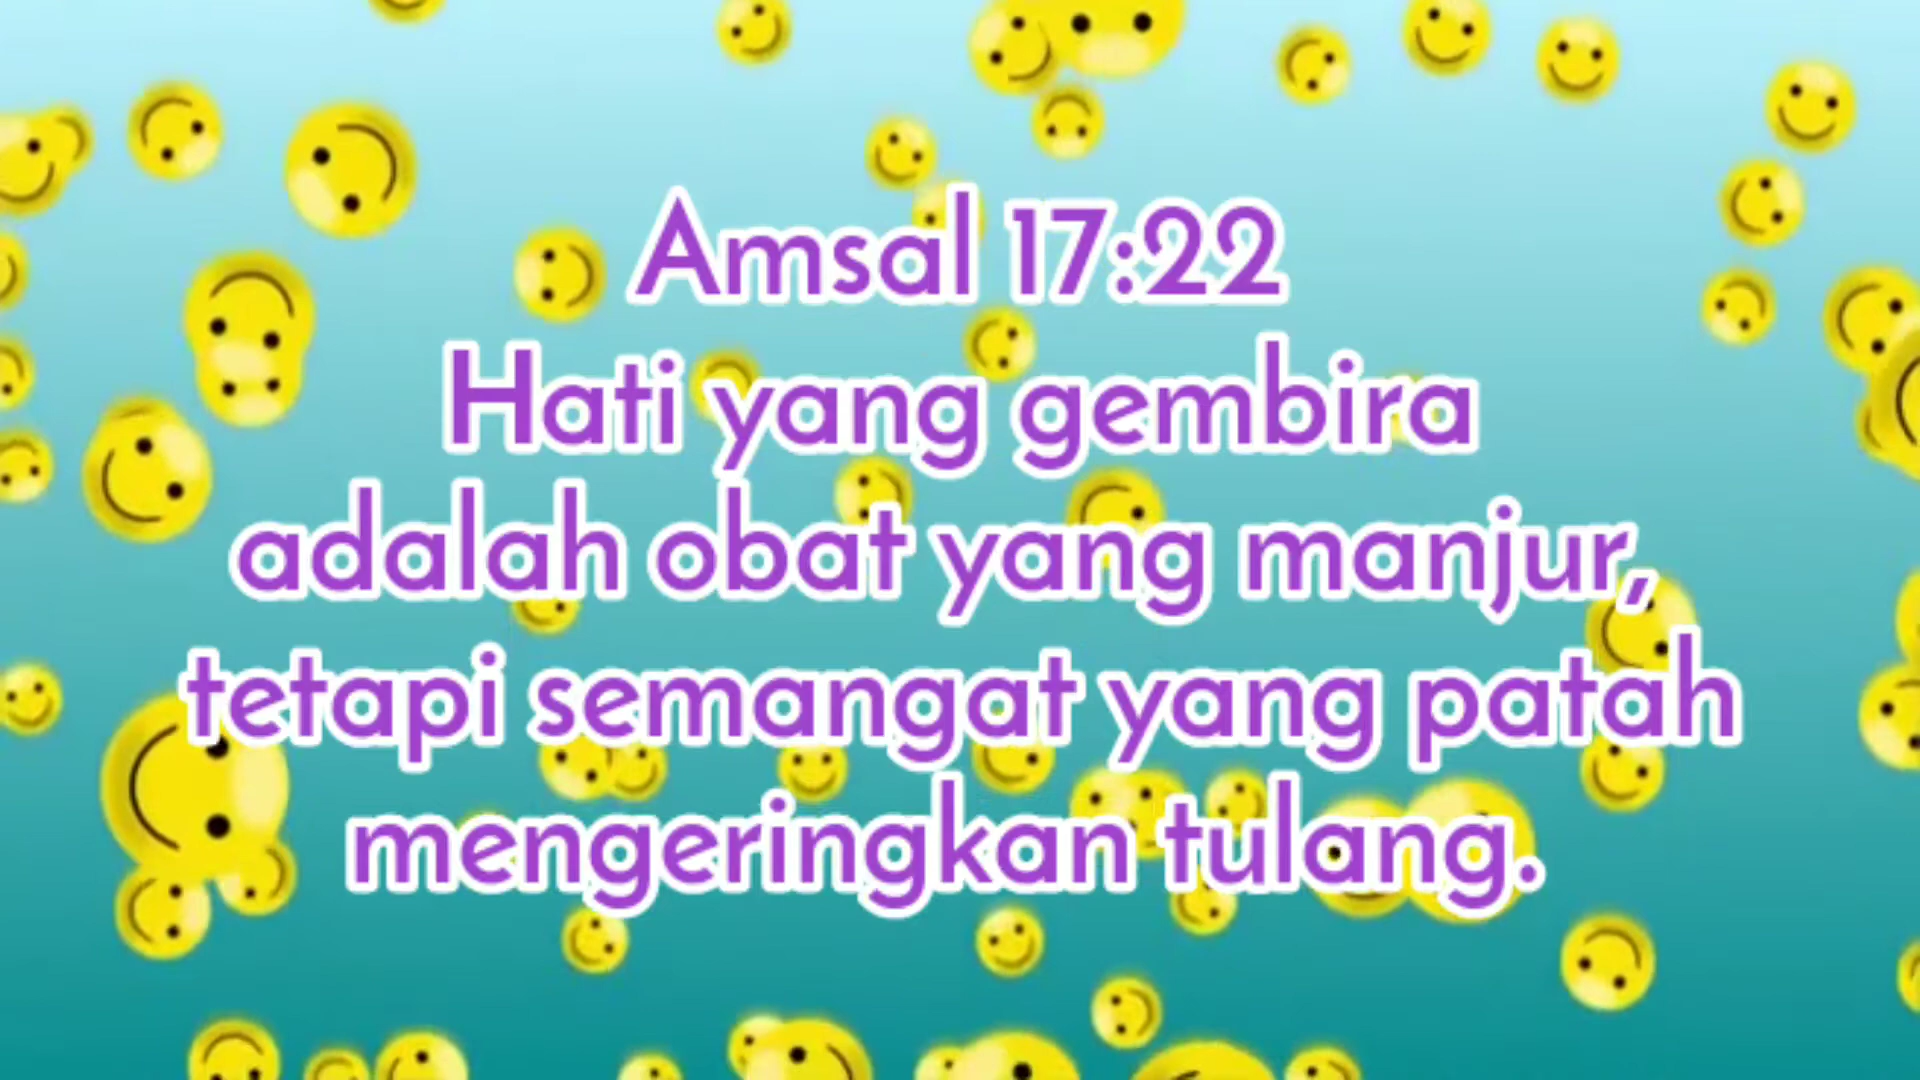 Amsal 17:22
Hati yang gembira
adalah obat yang manjur,
tetapi semangat yang patah
mengeringkan tulang.